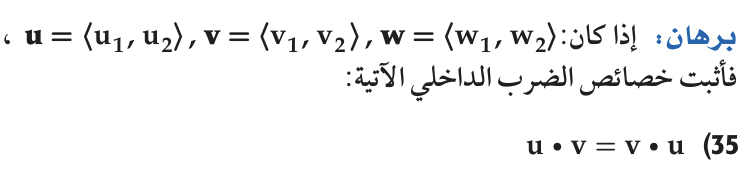 برهان: إذا كان: u = ⟨u₁, u₂⟩, v = ⟨v₁, v₂⟩, w = ⟨w₁, w₂⟩ ،
فأثبت خصائص الضرب الداخلي الآتية:
35) u • v = v • u